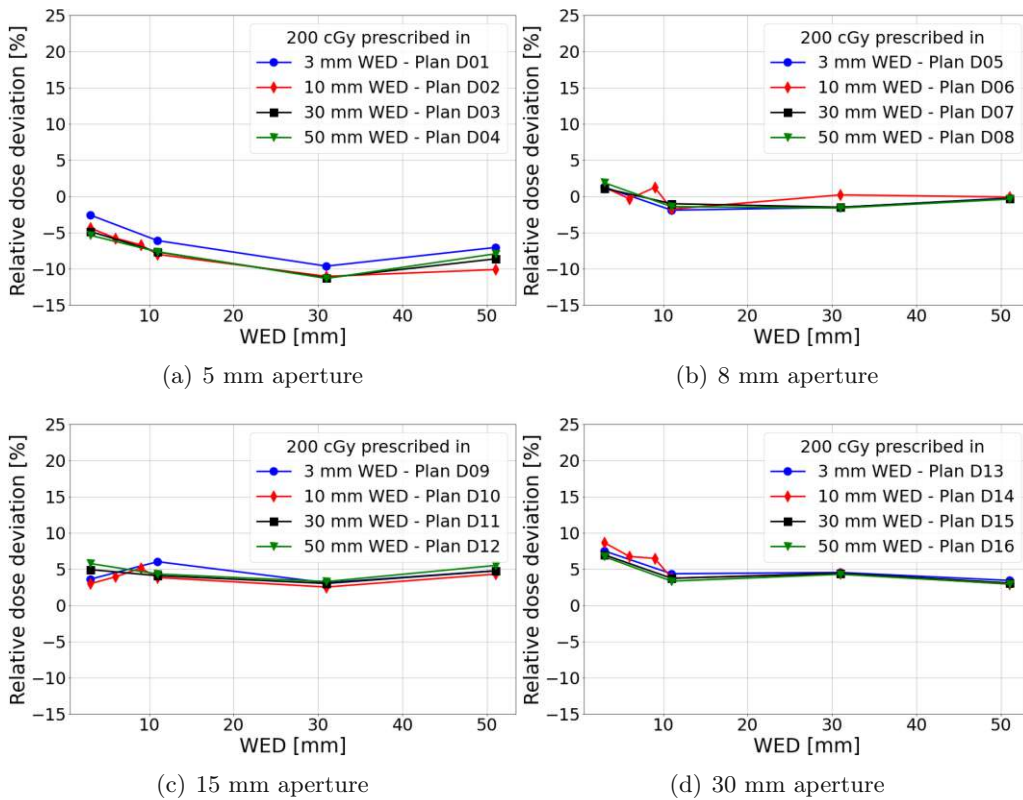 25
20
15
10
5
0
−5
−10
−15
Relative dose deviation [%]
200 cGy prescribed in
3 mm WED - Plan D01
10 mm WED - Plan D02
30 mm WED - Plan D03
50 mm WED - Plan D04
10 20 30 40 50
WED [mm]
(a) 5 mm aperture
25
20
15
10
5
0
−5
−10
−15
Relative dose deviation [%]
200 cGy prescribed in
3 mm WED - Plan D05
10 mm WED - Plan D06
30 mm WED - Plan D07
50 mm WED - Plan D08
10 20 30 40 50
WED [mm]
(b) 8 mm aperture
25
20
15
10
5
0
−5
−10
−15
Relative dose deviation [%]
200 cGy prescribed in
3 mm WED - Plan D09
10 mm WED - Plan D10
30 mm WED - Plan D11
50 mm WED - Plan D12
10 20 30 40 50
WED [mm]
(c) 15 mm aperture
25
20
15
10
5
0
−5
−10
−15
Relative dose deviation [%]
200 cGy prescribed in
3 mm WED - Plan D13
10 mm WED - Plan D14
30 mm WED - Plan D15
50 mm WED - Plan D16
10 20 30 40 50
WED [mm]
(d) 30 mm aperture